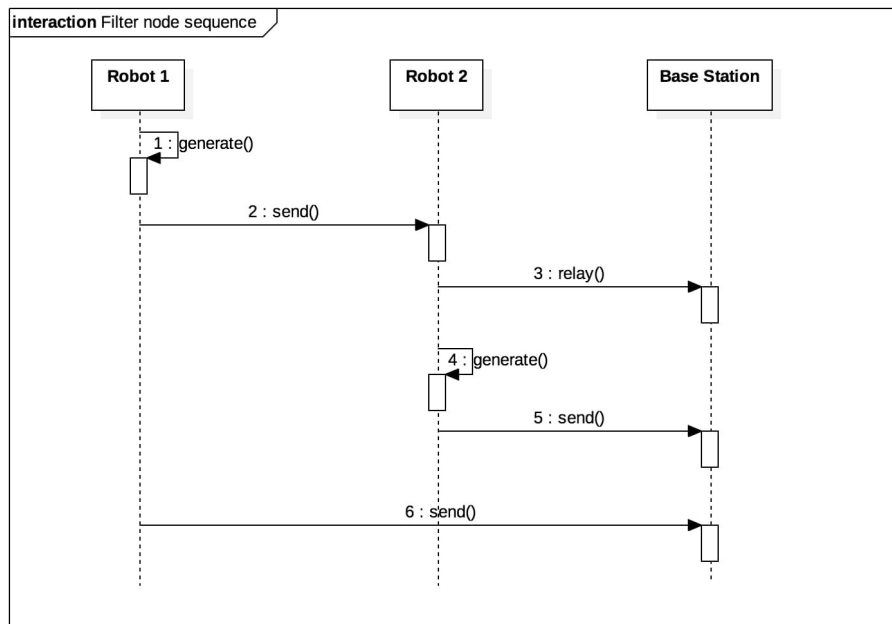 interaction Filter node sequence
Robot 1
Robot 2
Base Station
1 : generate()
2 : send()
3 : relay()
4 : generate()
5 : send()
6 : send()